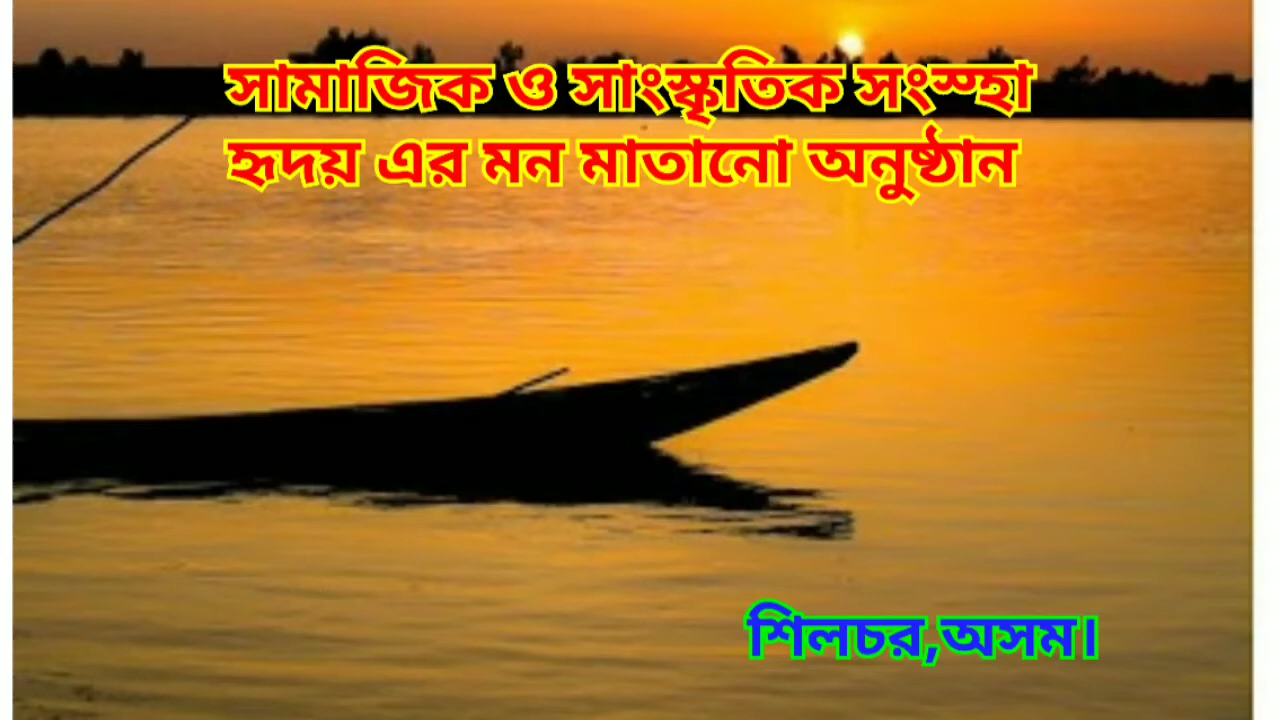 সামাজিক ও সাংস্কৃতিক সংস্হা
হৃদয় এর মন মাতানো অনুষ্ঠান
শিলচর,অসম।